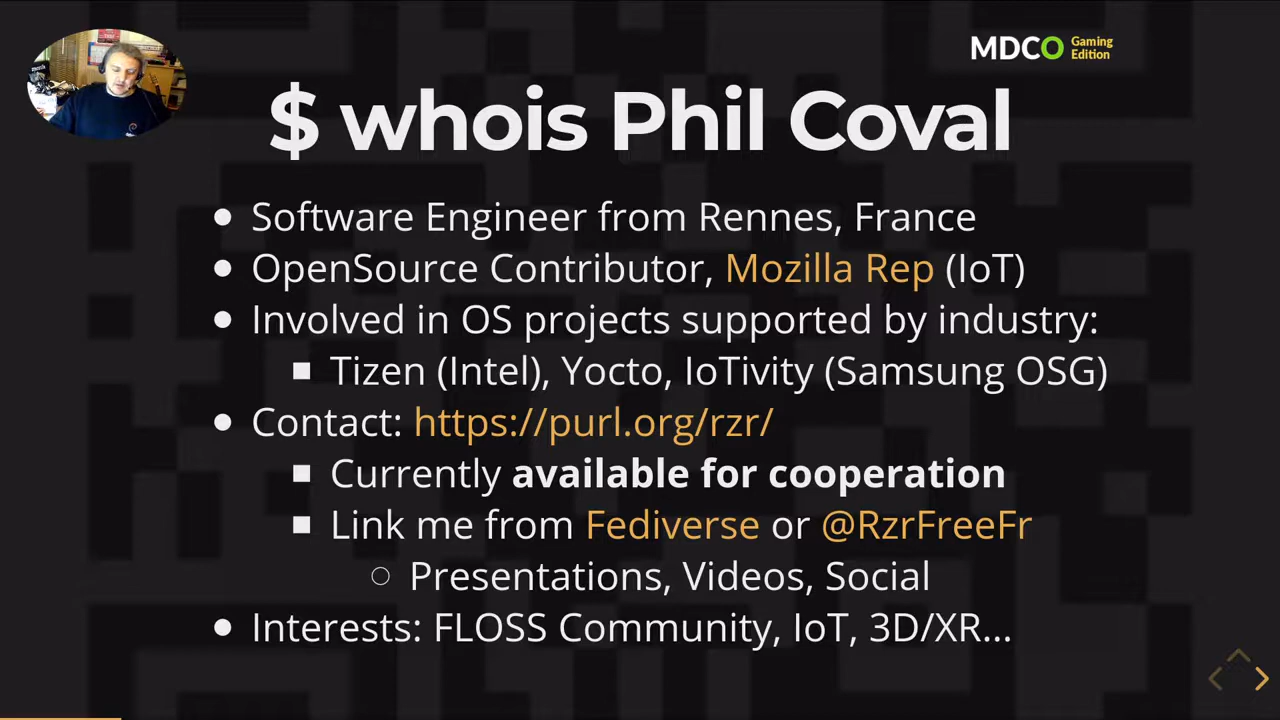 MDCO Gaming Edition
$ whois Phil Coval
Software Engineer from Rennes, France
OpenSource Contributor, Mozilla Rep (IoT)
Involved in OS projects supported by industry:
Tizen (Intel), Yocto, IoTivity (Samsung OSG)
Contact: https://purl.org/rzr/
Currently available for cooperation
Link me from Fediverse or @RzrFreeFr
Presentations, Videos, Social
Interests: FLOSS Community, IoT, 3D/XR...